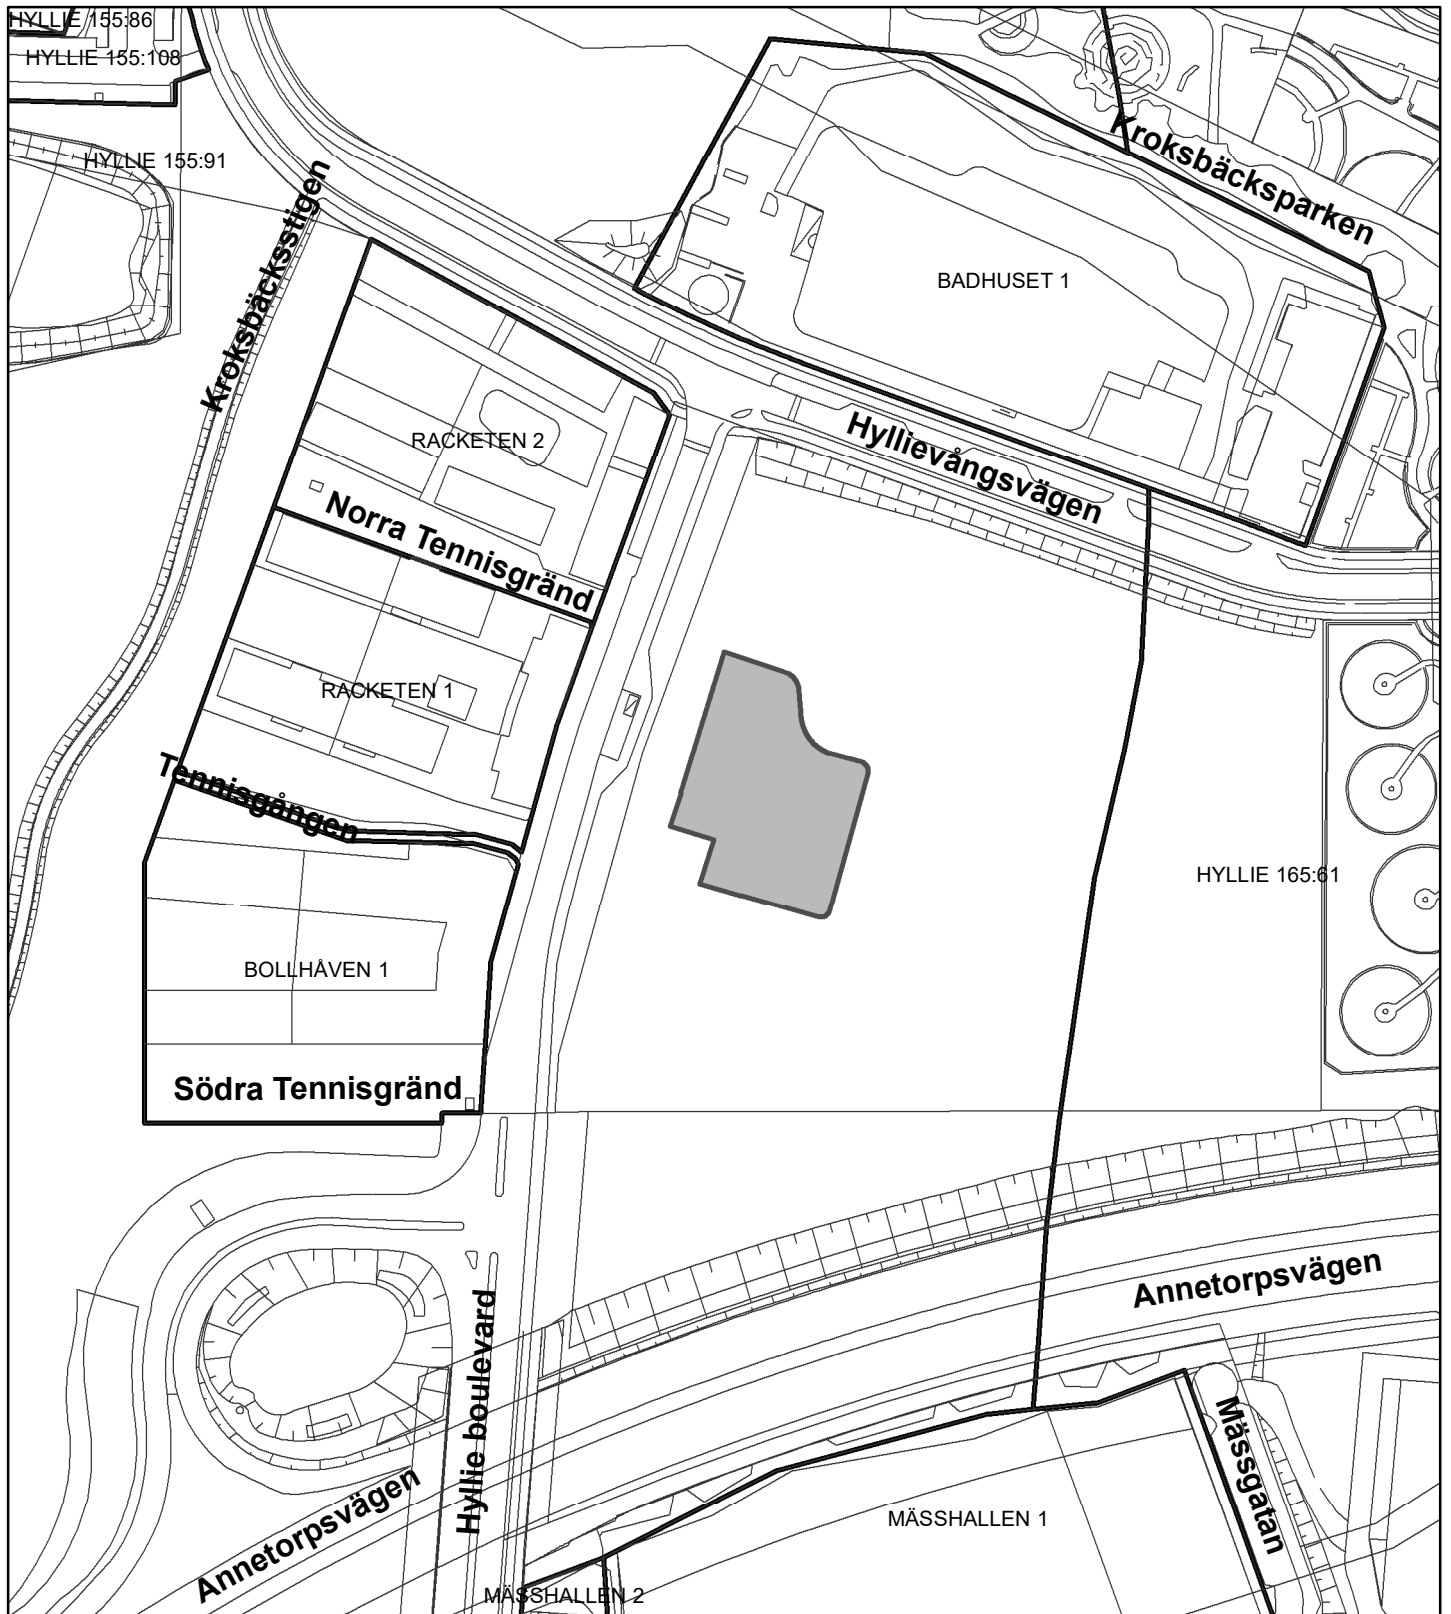 HYLLIE 155:86
HYLLIE 155:108
HYLLIE 155:91
Kroksbäcksparken
Kroksbäcksstigen
BADHUSET 1
RACKETEN 2
Hyllievångsvägen
Norra Tennisgränd
RACKETEN 1
Tennisgången
HYLLIE 165:61
BOLLHÅVEN 1
Södra Tennisgränd
Annetorpsvägen
Hyllie boulevard
Mässgatan
Annetorpsvägen
MÄSSHALLEN 1
MÄSSHALLEN 2